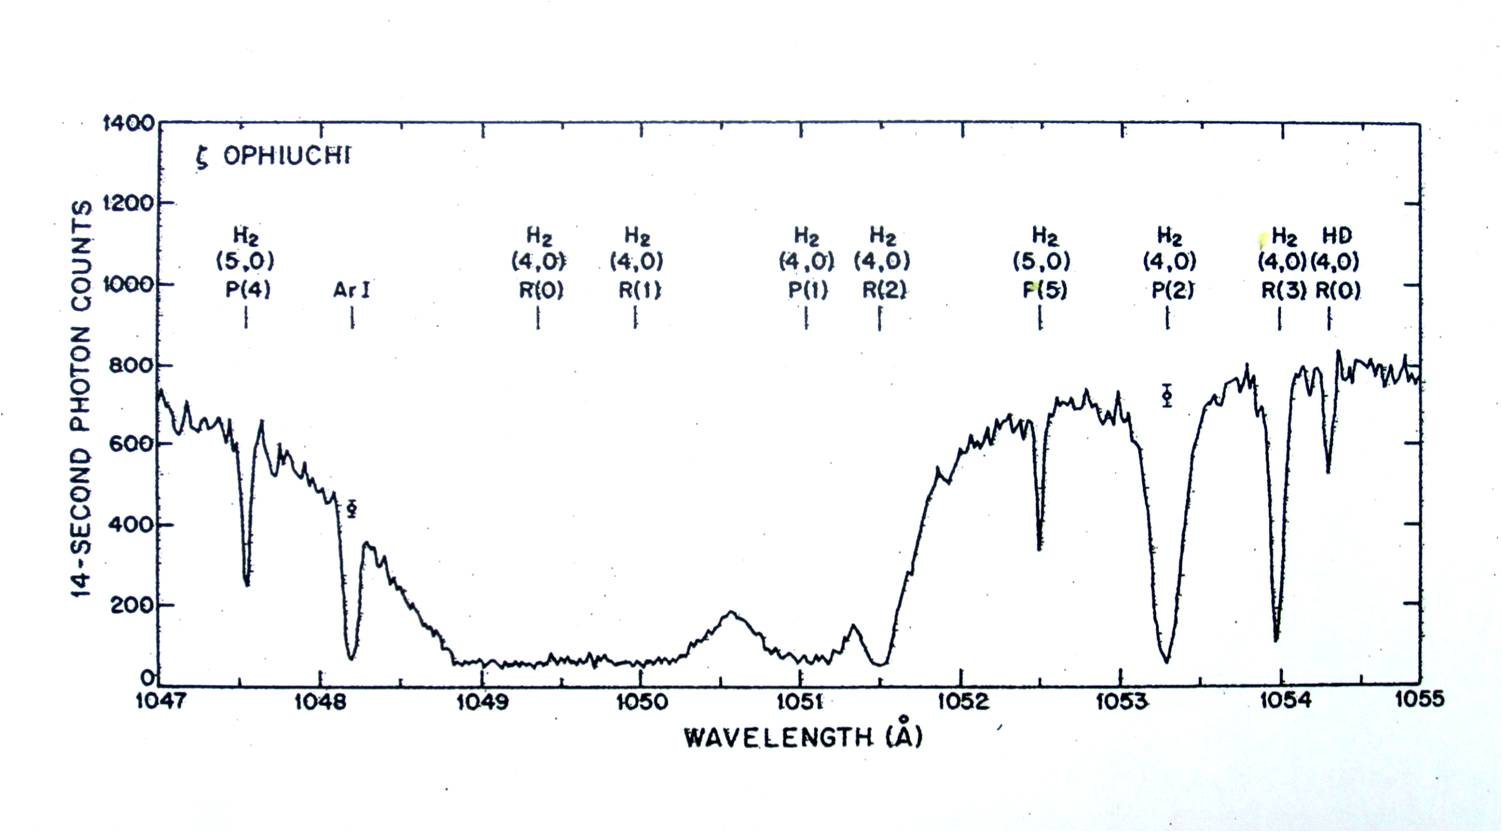 1400
ζ OPHIUCHI
1200
H2 H2 H2 H2 H2 H2 H2 H2 HD
(5,0) (4,0) (4,0) (4,0) (4,0) (5,0) (4,0) (4,0) (4,0)
1000 P(4) Ar I R(0) R(1) P(1) R(2) P(5) P(2) R(3) R(0)
800
600
400
200
0
14-SECOND PHOTON COUNTS
1047 1048 1049 1050 1051 1052 1053 1054 1055
WAVELENGTH (Å)